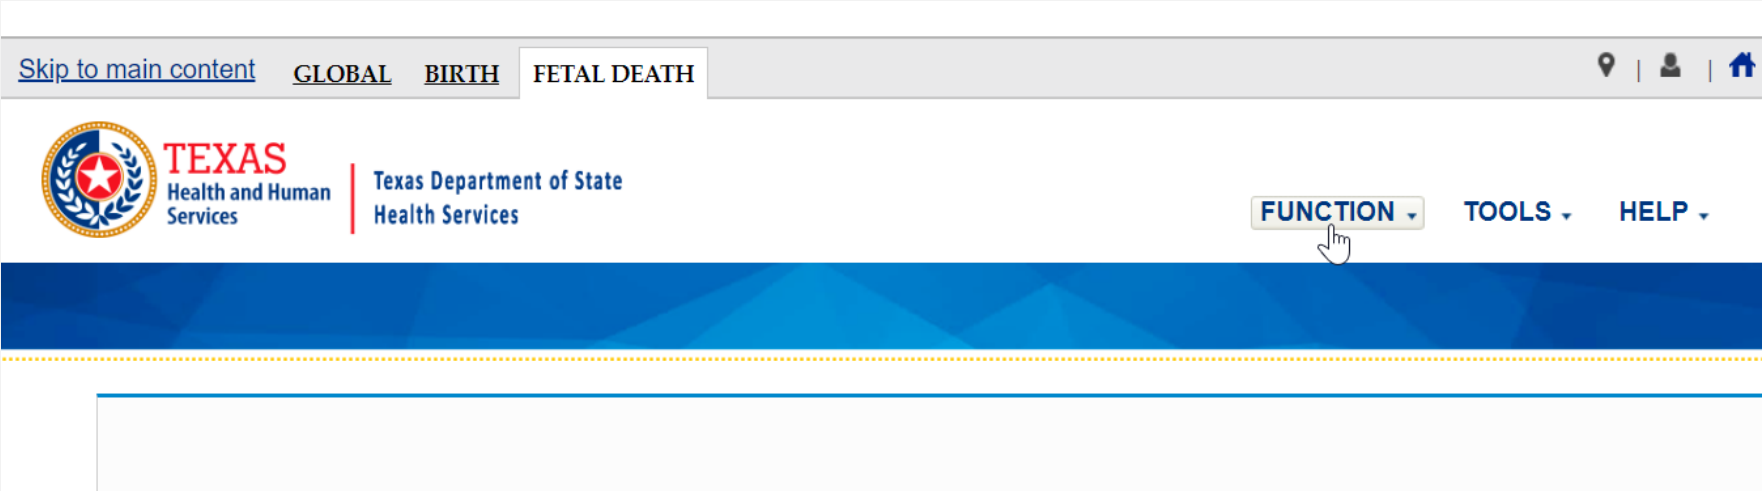 Skip to main content GLOBAL BIRTH FETAL DEATH
| |
TEXAS
Health and Human
Services
Texas Department of State
Health Services
FUNCTION TOOLS HELP